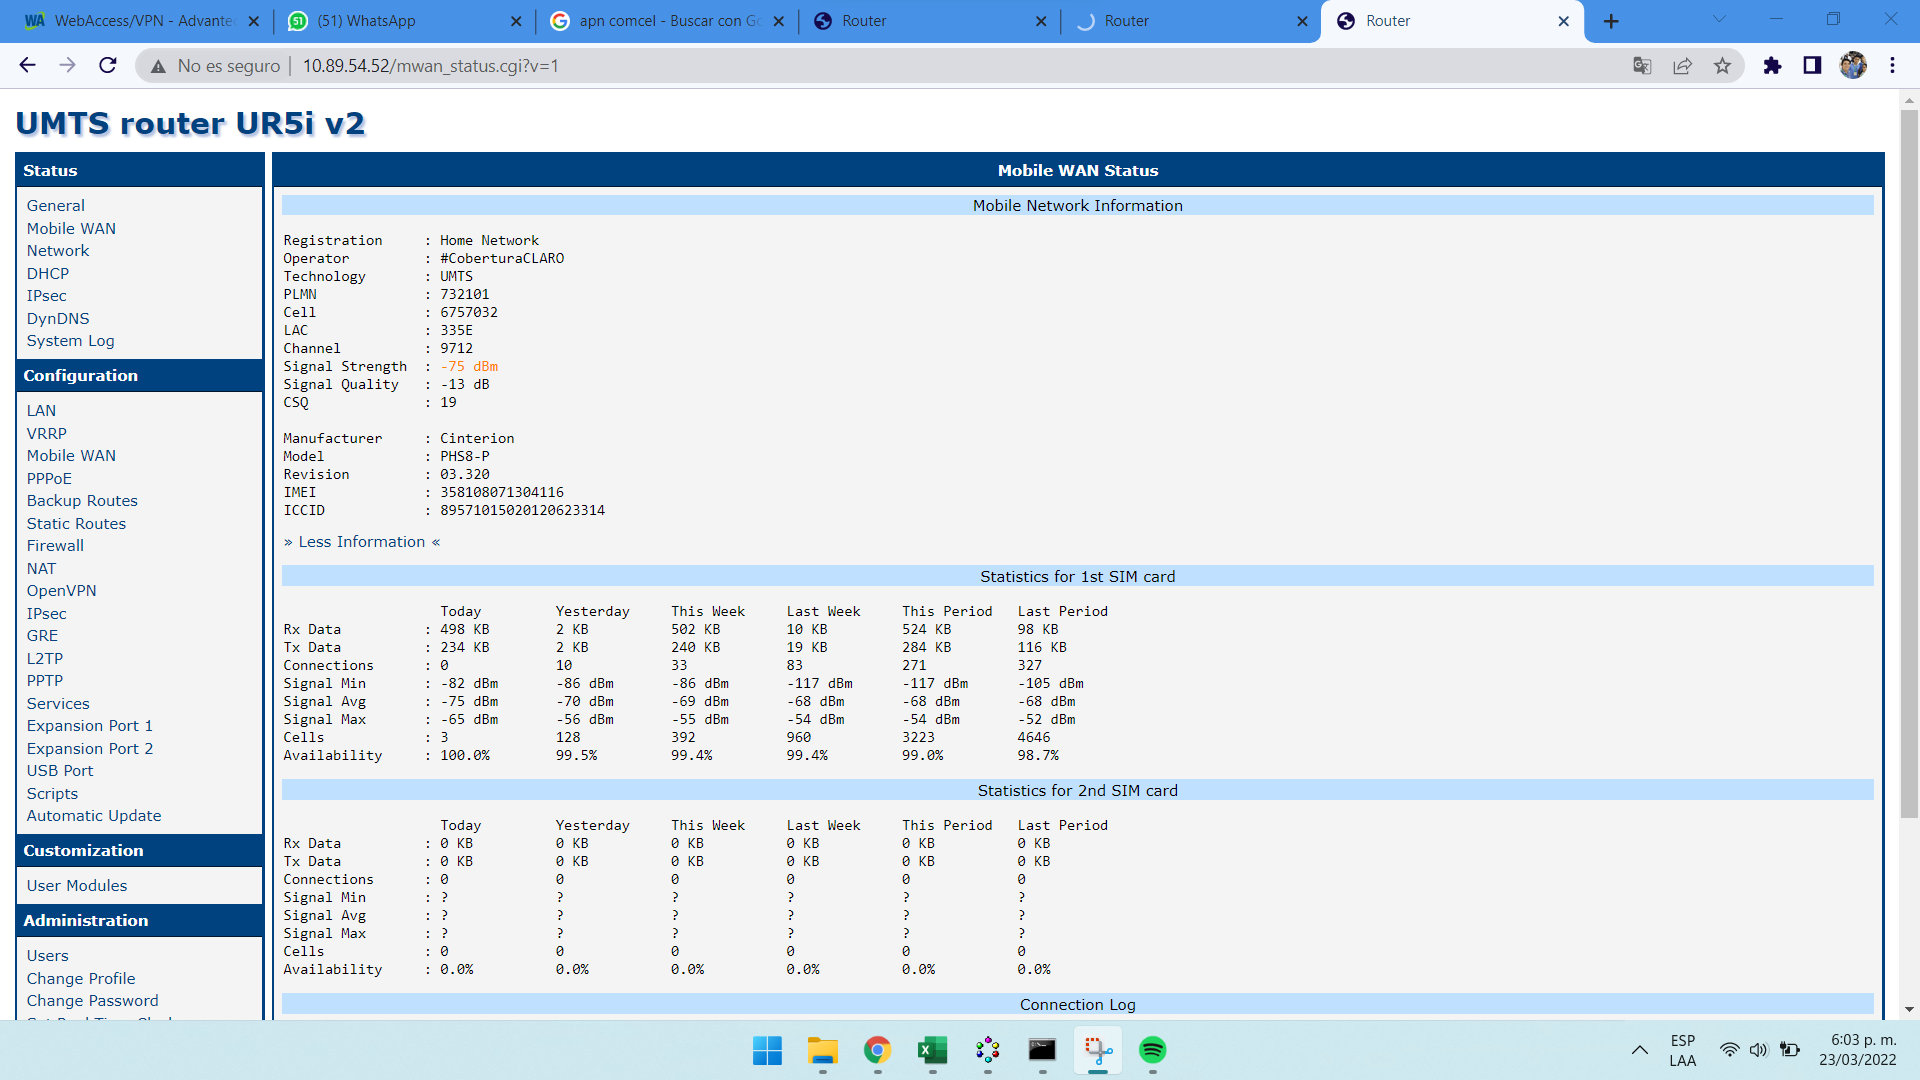 WebAccess/VPN - Advante
(51) WhatsApp
apn comcel - Buscar con Go
Router
Router
Router
No es seguro
10.89.54.52/mwan_status.cgi?v=1
UMTS router UR5i v2
Status
General
Mobile WAN
Network
DHCP
IPsec
DynDNS
System Log
Configuration
LAN
VRRP
Mobile WAN
PPPoE
Backup Routes
Static Routes
Firewall
NAT
OpenVPN
IPsec
GRE
L2TP
PPTP
Services
Expansion Port 1
Expansion Port 2
USB Port
Scripts
Automatic Update
Customization
User Modules
Administration
Users
Change Profile
Change Password
Mobile WAN Status
Mobile Network Information
Registration : Home Network
Operator : #CoberturaCLARO
Technology : UMTS
PLMN : 732101
Cell : 6757032
LAC : 335E
Channel : 9712
Signal Strength : -75 dBm
Signal Quality : -13 dB
CSQ : 19
Manufacturer : Cinterion
Model : PHS8-P
Revision : 03.320
IMEI : 358108071304116
ICCID : 89571015020120623314
» Less Information «
Statistics for 1st SIM card
Today Yesterday This Week Last Week This Period Last Period
Rx Data : 498 KB 2 KB 502 KB 10 KB 524 KB 98 KB
Tx Data : 234 KB 2 KB 240 KB 19 KB 284 KB 116 KB
Connections : 0 10 33 83 271 327
Signal Min : -82 dBm -86 dBm -86 dBm -117 dBm -117 dBm -105 dBm
Signal Avg : -75 dBm -70 dBm -69 dBm -68 dBm -68 dBm -68 dBm
Signal Max : -65 dBm -56 dBm -55 dBm -54 dBm -54 dBm -52 dBm
Cells : 3 128 392 960 3223 4646
Availability : 100.0% 99.5% 99.4% 99.4% 99.0% 98.7%
Statistics for 2nd SIM card
Today Yesterday This Week Last Week This Period Last Period
Rx Data : 0 KB 0 KB 0 KB 0 KB 0 KB 0 KB
Tx Data : 0 KB 0 KB 0 KB 0 KB 0 KB 0 KB
Connections : 0 0 0 0 0 0
Signal Min : ? ? ? ? ? ?
Signal Avg : ? ? ? ? ? ?
Signal Max : ? ? ? ? ? ?
Cells : 0 0 0 0 0 0
Availability : 0.0% 0.0% 0.0% 0.0% 0.0% 0.0%
Connection Log
ESP
LAA
6:03 p. m.
23/03/2022